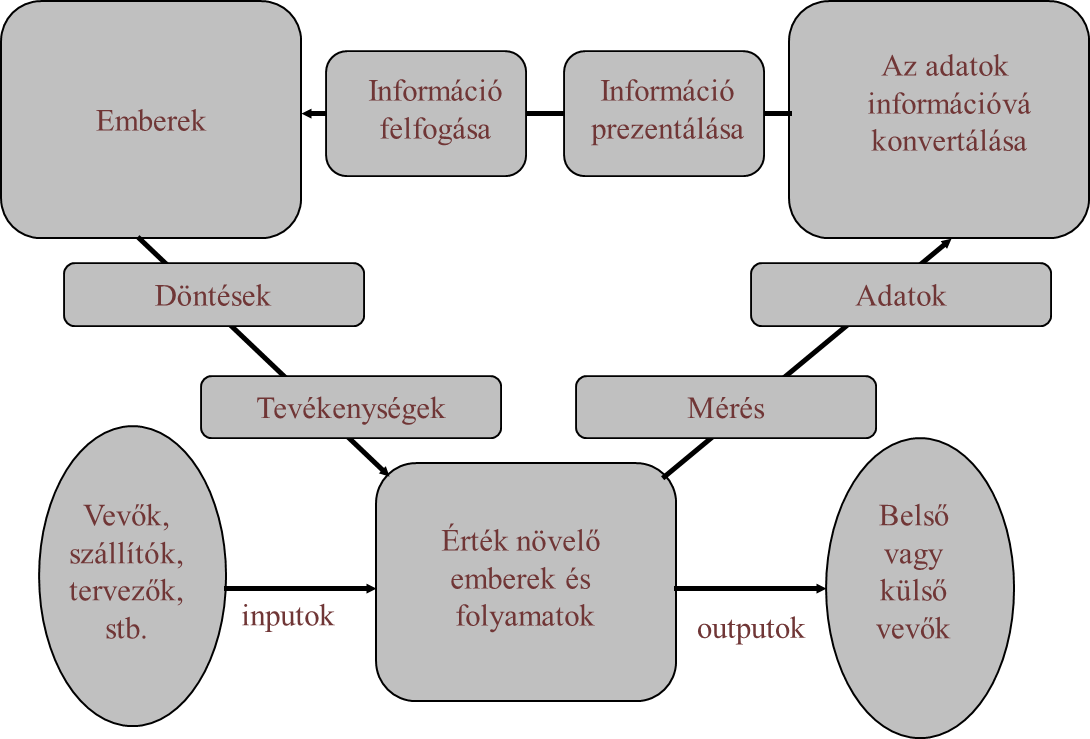 Emberek
Információ
felfogása
Információ
prezentálása
Az adatok
információvá
konvertálása
Döntések
Adatok
Tevékenységek
Mérés
Vevők,
szállítók,
tervezők,
stb.
inputok
Érték növelő
emberek és
folyamatok
outputok
Belső
vagy
külső
vevők